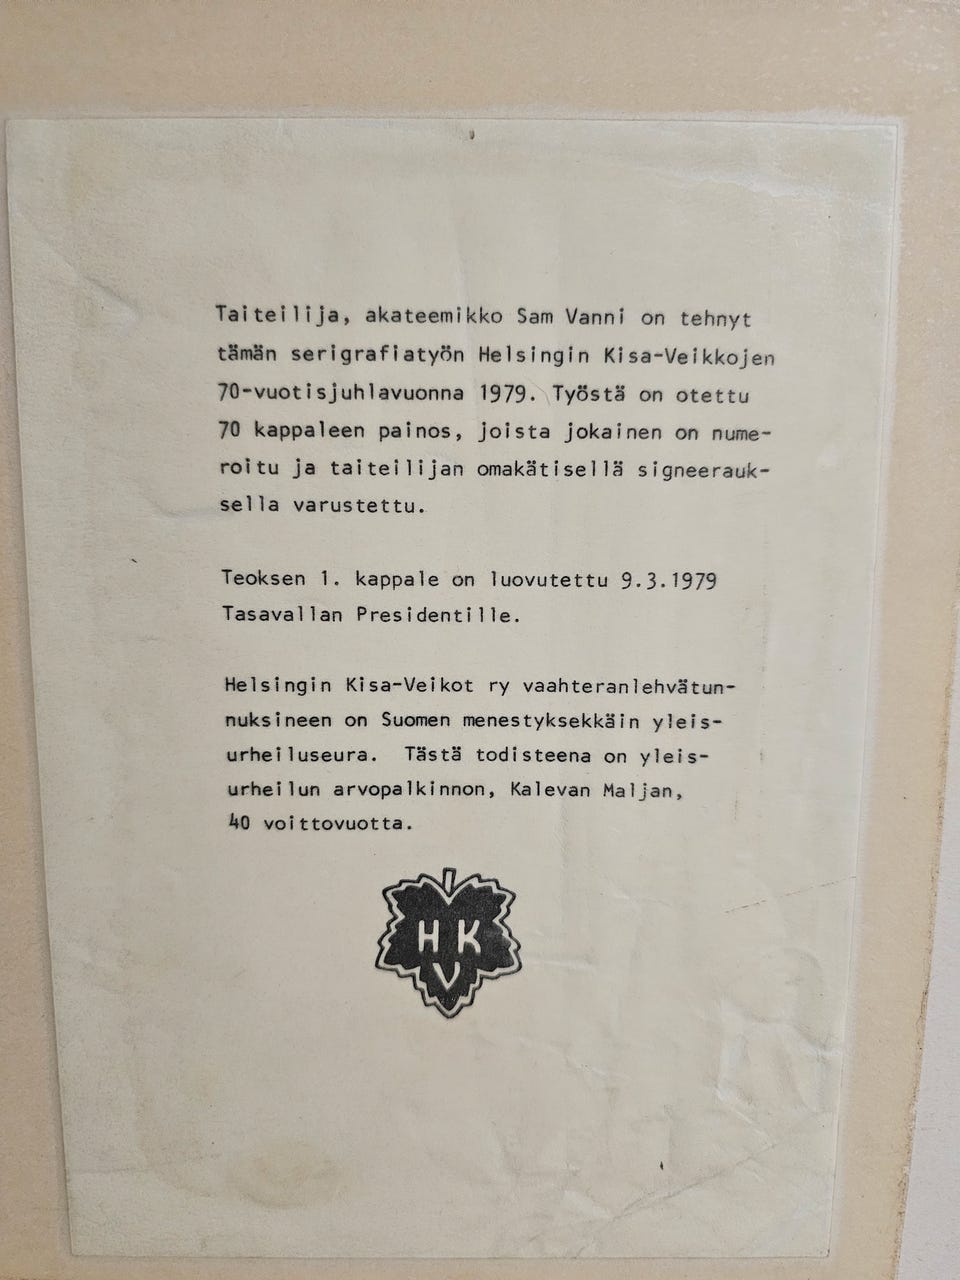 Taiteilija, akateemikko Sam Vanni on tehnyt
tämän serigrafiatyön Helsingin Kisa-Veikkojen
70-vuotisjuhlavuonna 1979. Työstä on otettu
70 kappaleen painos, joista jokainen on nume-
roitu ja taiteilijan omakätisellä signeerauk-
sella varustettu.
Teoksen 1. kappale on luovutettu 9.3.1979
Tasavallan Presidentille.
Helsingin Kisa-Veikot ry vaahteranlehvätun-
nuksineen on Suomen menestyksekkäin yleis-
urheiluseura. Tästä todisteena on yleis-
urheilun arvopalkinnon, Kalevan Maljan,
40 voittovuotta.
H K
V